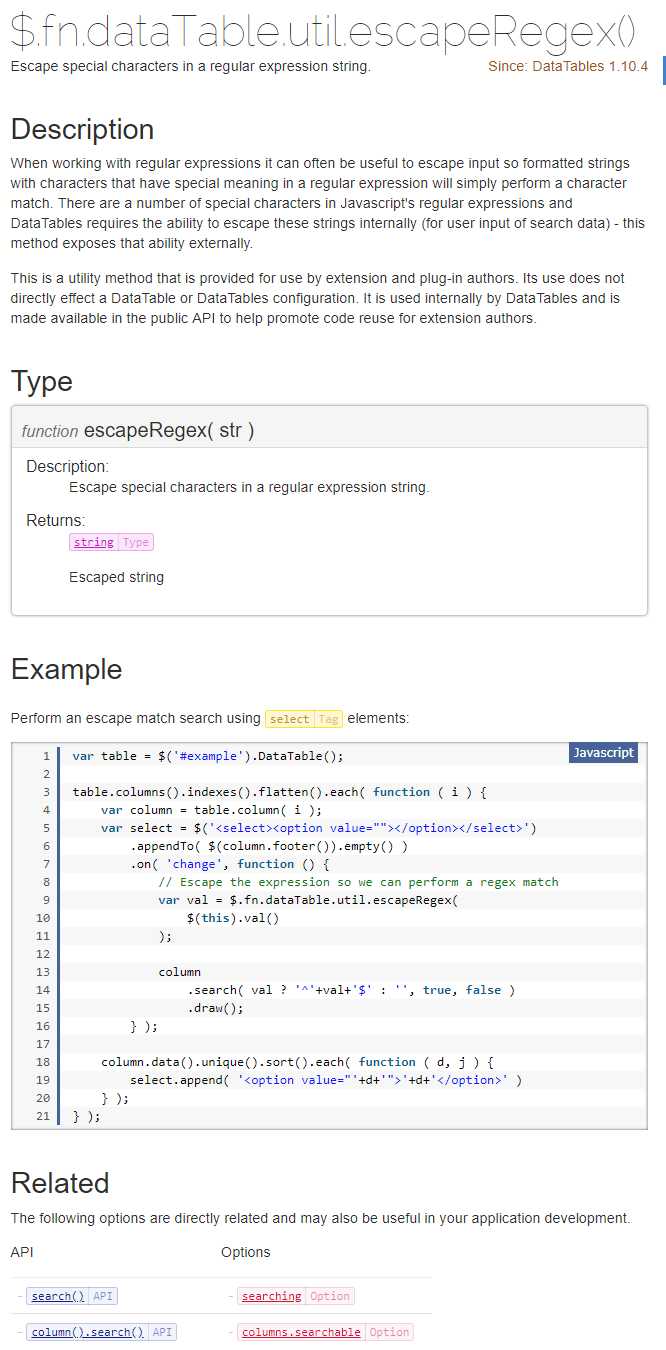 $.fn.dataTable.util.escapeRegex()
Escape special characters in a regular expression string.
Since: DataTables 1.10.4
Description
When working with regular expressions it can often be useful to escape input so formatted strings
with characters that have special meaning in a regular expression will simply perform a character
match. There are a number of special characters in Javascript's regular expressions and
DataTables requires the ability to escape these strings internally (for user input of search data) - this
method exposes that ability externally.
This is a utility method that is provided for use by extension and plug-in authors. Its use does not
directly effect a DataTable or DataTables configuration. It is used internally by DataTables and is
made available in the public API to help promote code reuse for extension authors.
Type
function escapeRegex( str )
Description:
Escape special characters in a regular expression string.
Returns:
string Type
Escaped string
Example
Perform an escape match search using select Tag elements:
Javascript
1 var table = $('#example').DataTable();
2
3 table.columns().indexes().flatten().each( function ( i ) {
4     var column = table.column( i );
5     var select = $('<select><option value=""></option></select>')
6         .appendTo( $(column.footer()).empty() )
7         .on( 'change', function () {
8             // Escape the expression so we can perform a regex match
9             var val = $.fn.dataTable.util.escapeRegex(
10                 $(this).val()
11             );
12
13             column
14                 .search( val ? '^'+val+'$' : '', true, false )
15                 .draw();
16         } );
17
18     column.data().unique().sort().each( function ( d, j ) {
19         select.append( '<option value="'+d+'">'+d+'</option>' )
20     } );
21 } );
Related
The following options are directly related and may also be useful in your application development.
API
Options
- search() API
- searching Option
- column().search() API
- columns.searchable Option